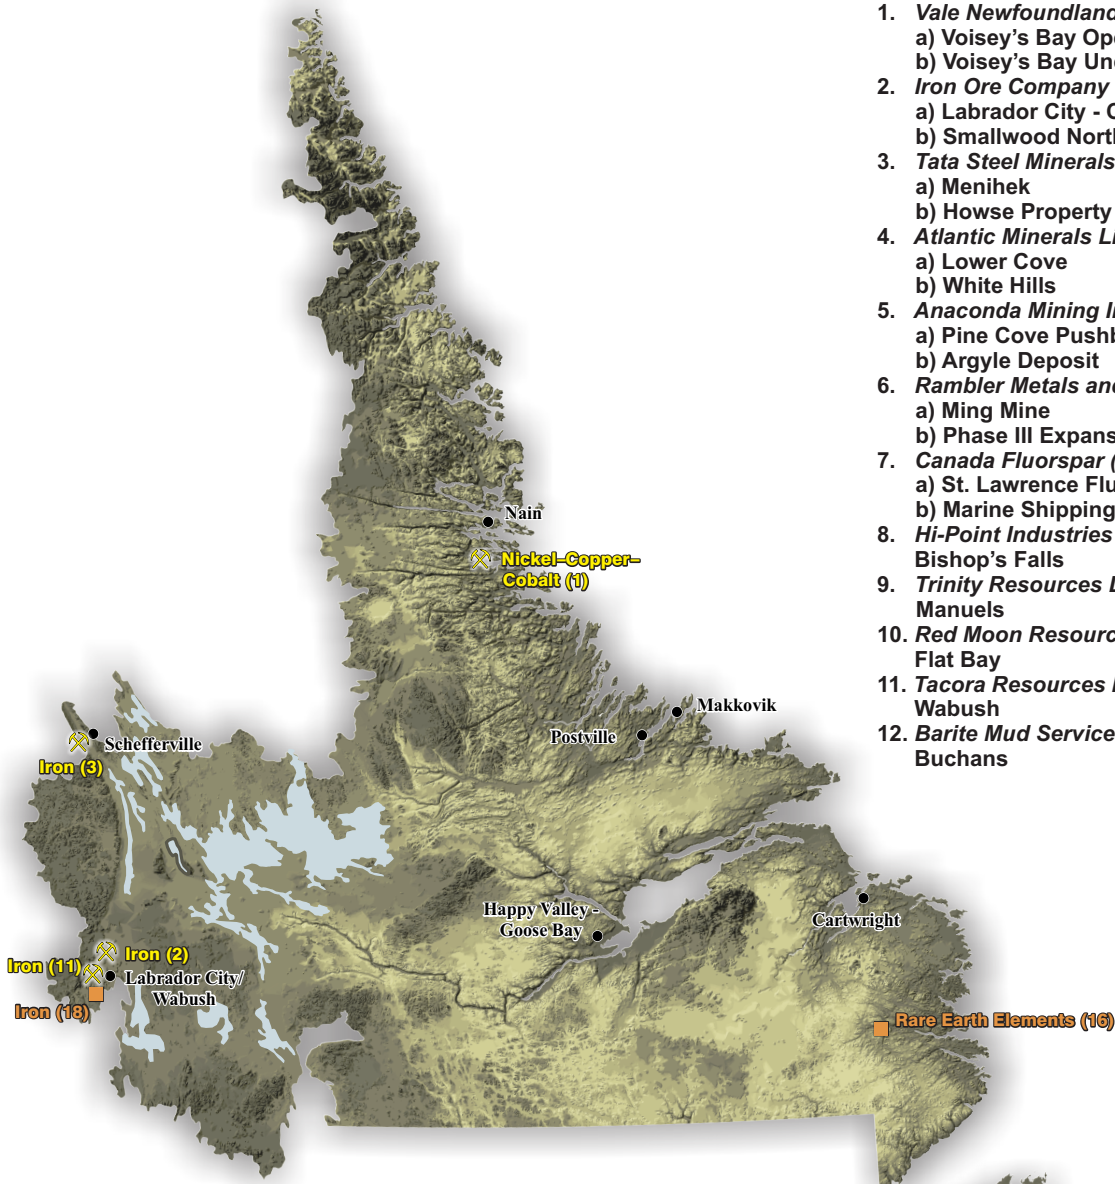 1. Vale Newfoundland
a) Voisey's Bay Op
b) Voisey's Bay Un
2. Iron Ore Company
a) Labrador City -
b) Smallwood North
3. Tata Steel Minerals
a) Menihek
b) Howse Property
4. Atlantic Minerals
a) Lower Cove
b) White Hills
5. Anaconda Mining
a) Pine Cove Push
b) Argyle Deposit
6. Rambler Metals and
a) Ming Mine
b) Phase III Expans
7. Canada Fluorspar (
a) St. Lawrence Flu
b) Marine Shipping
8. Hi-Point Industries
Bishop's Falls
9. Trinity Resources
Manuels
10. Red Moon Resourc
Flat Bay
11. Tacora Resources
Wabush
12. Barite Mud Service
Buchans
Nain
Nickel–Copper–
Cobalt (1)
Makkovik
Postville
Schefferville
Iron (3)
Happy Valley -
Goose Bay
Cartwright
Iron (2)
Iron (11)
Labrador City/
Wabush
Iron (18)
Rare Earth Elements (16)